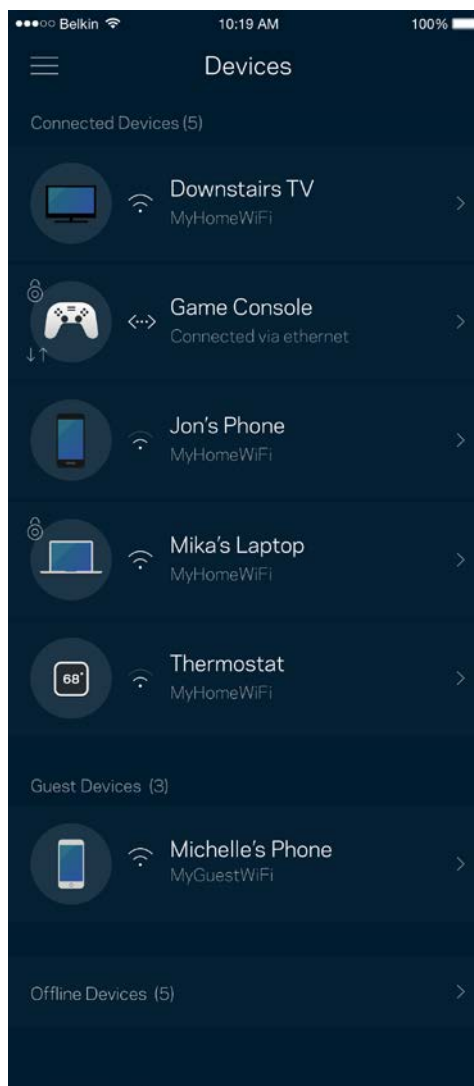 Belkin 10:19 AM 100%
Devices
Connected Devices (5)
Downstairs TV
MyHomeWiFi
Game Console
Connected via ethernet
Jon's Phone
MyHomeWiFi
Mika's Laptop
MyHomeWiFi
68°
Thermostat
MyHomeWiFi
Guest Devices (3)
Michelle's Phone
MyGuestWiFi
Offline Devices (5)